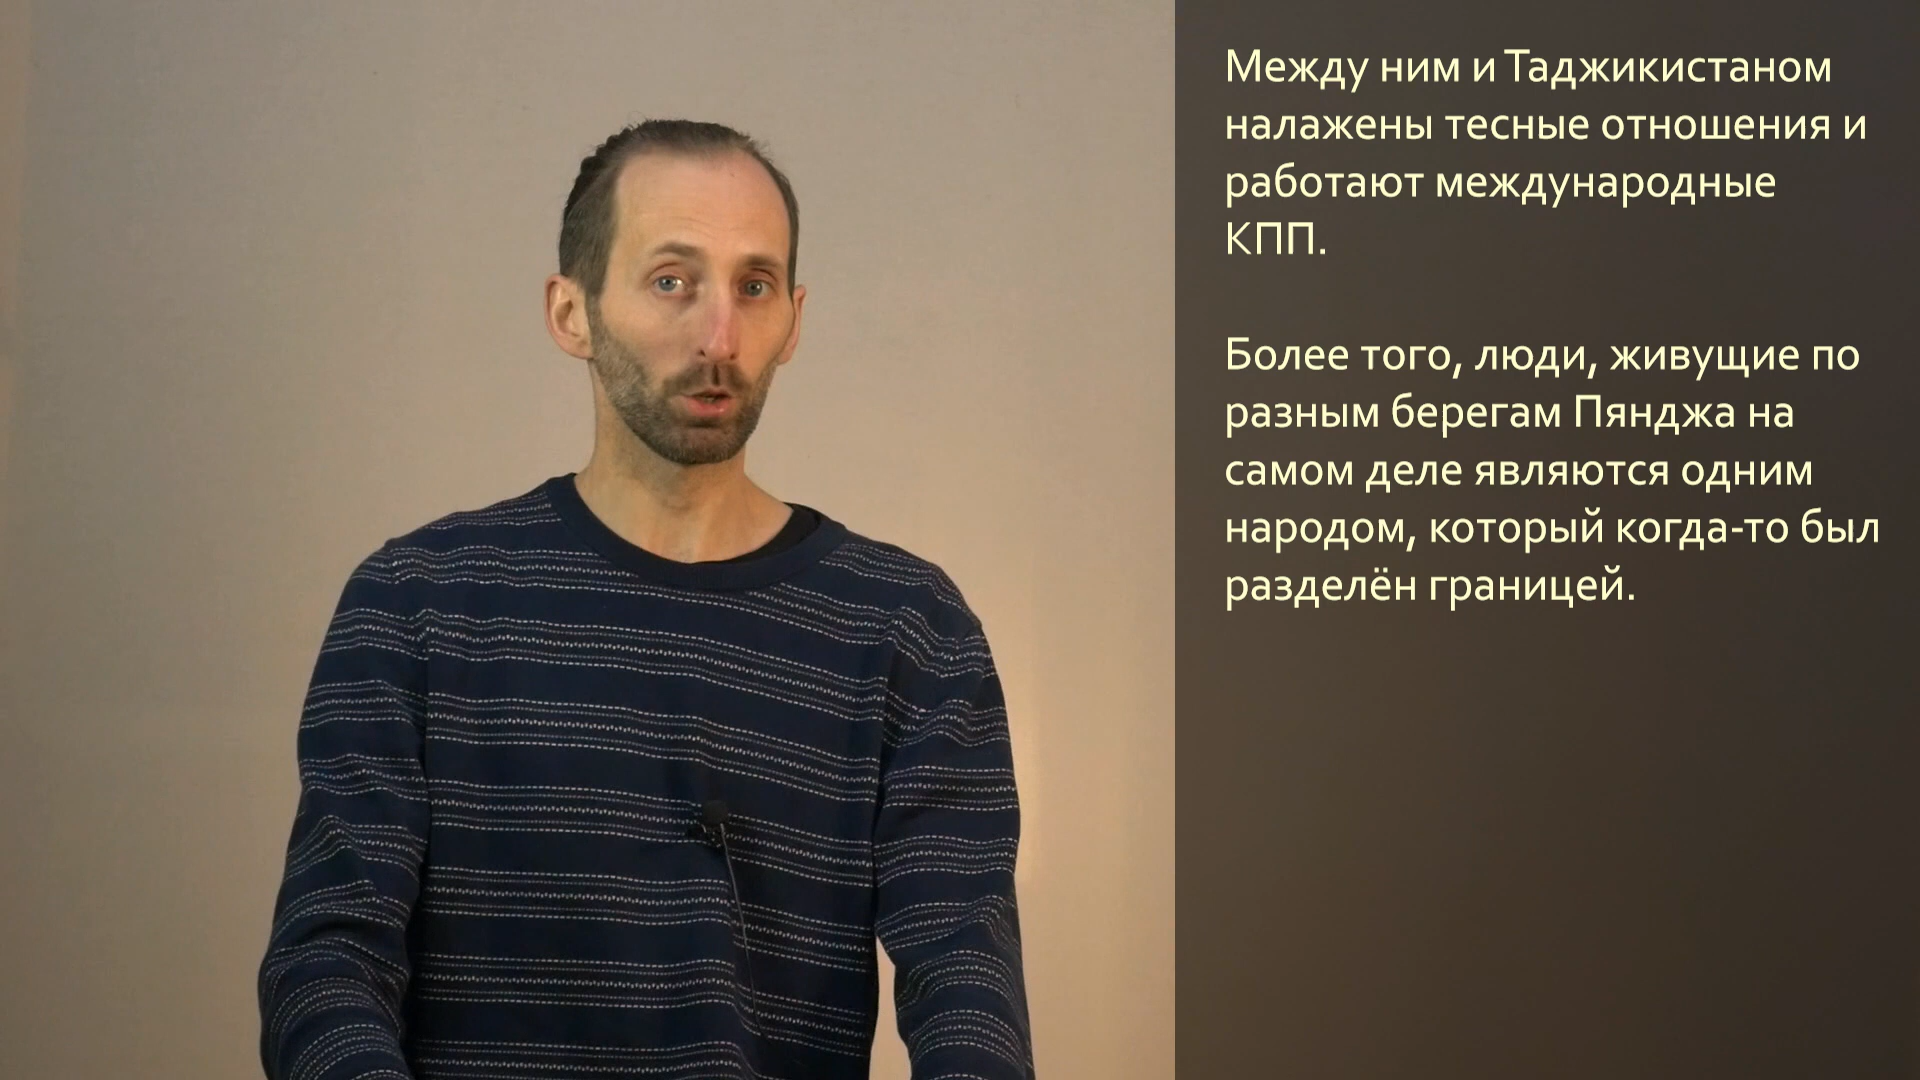 Между ним и Таджикистаном
налажены тесные отношения и
работают международные
КПП.
Более того, люди, живущие по
разным берегам Пянджа на
самом деле являются одним
народом, который когда-то был
разделён границей.